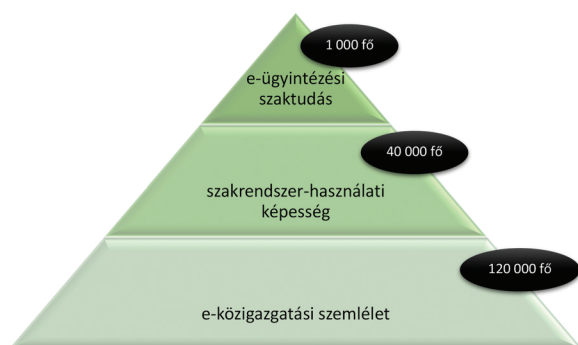 1 000 fő
e-ügyintézési
szaktudás
40 000 fő
szakrendszer-használati
képesség
120 000 fő
e-közigazgatási szemlélet